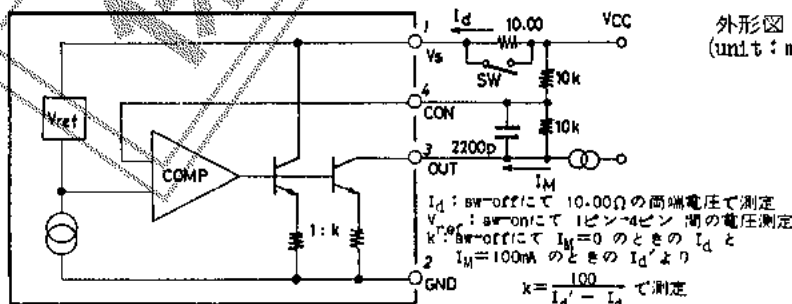 1
Id
10.00
VCC
外形図
(unit : m
Vs
SW
10k
4
CON
Vref
10k
COMP
2200p
3
OUT
IM
1 : k
2
GND
Id : sw-offにて 10.00Ωの両端電圧で測定
Vref : sw-onにて 1ピン-4ピン 間の電圧測定
k : sw-offにて IM=0 のときの Id と
IM=100mA のときの Id'より
k= 100 / Id' - Id で測定